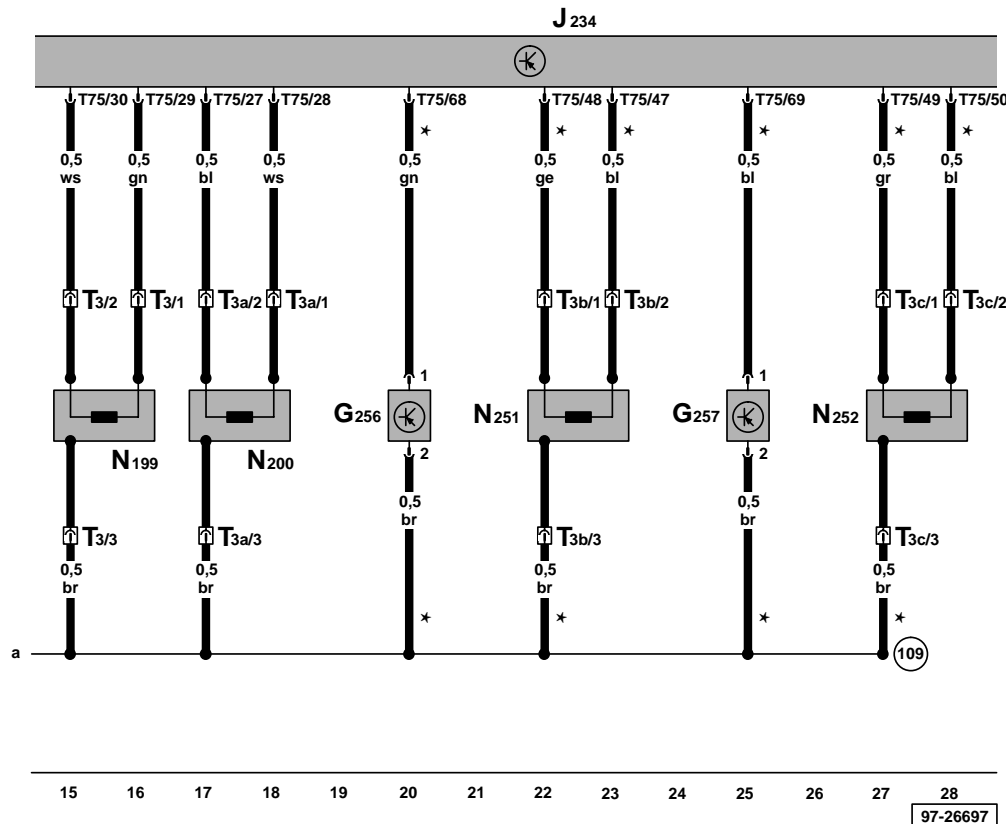 J234
T75/30 T75/29 T75/27 T75/28 T75/68 T75/48 T75/47 T75/69 T75/49 T75/50
* * * * * *
0,5 0,5 0,5 0,5 0,5 0,5 0,5 0,5 0,5 0,5
ws gn bl ws gn ge bl bl gr bl
T3/2 T3/1 T3a/2 T3a/1 T3b/1 T3b/2 T3c/1 T3c/2
1 1
G256 N251 G257 N252
2 2
N199 N200
0,5 0,5
br br
T3/3 T3a/3 T3b/3 T3c/3
0,5 0,5 0,5 0,5
br br br br
* * * *
a 109
15 16 17 18 19 20 21 22 23 24 25 26 27 28
97-26697